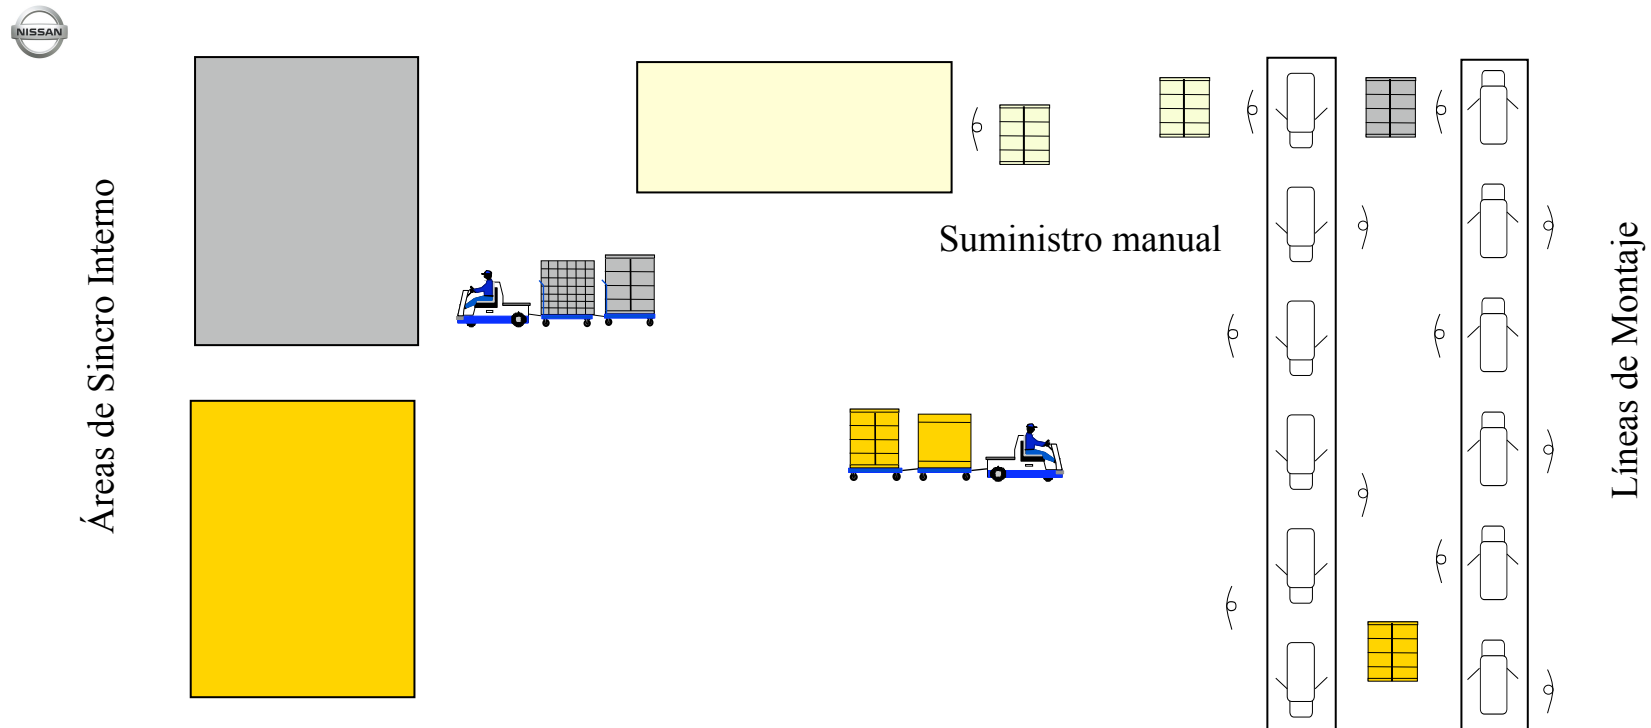 NISSAN
Áreas de Sincro Interno
Suministro manual
Líneas de Montaje